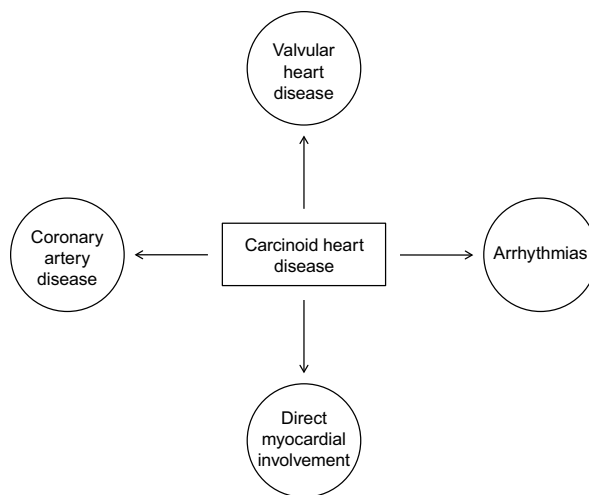 Valvular
heart
disease
Coronary
artery
disease
Carcinoid heart
disease
Arrhythmias
Direct
myocardial
involvement